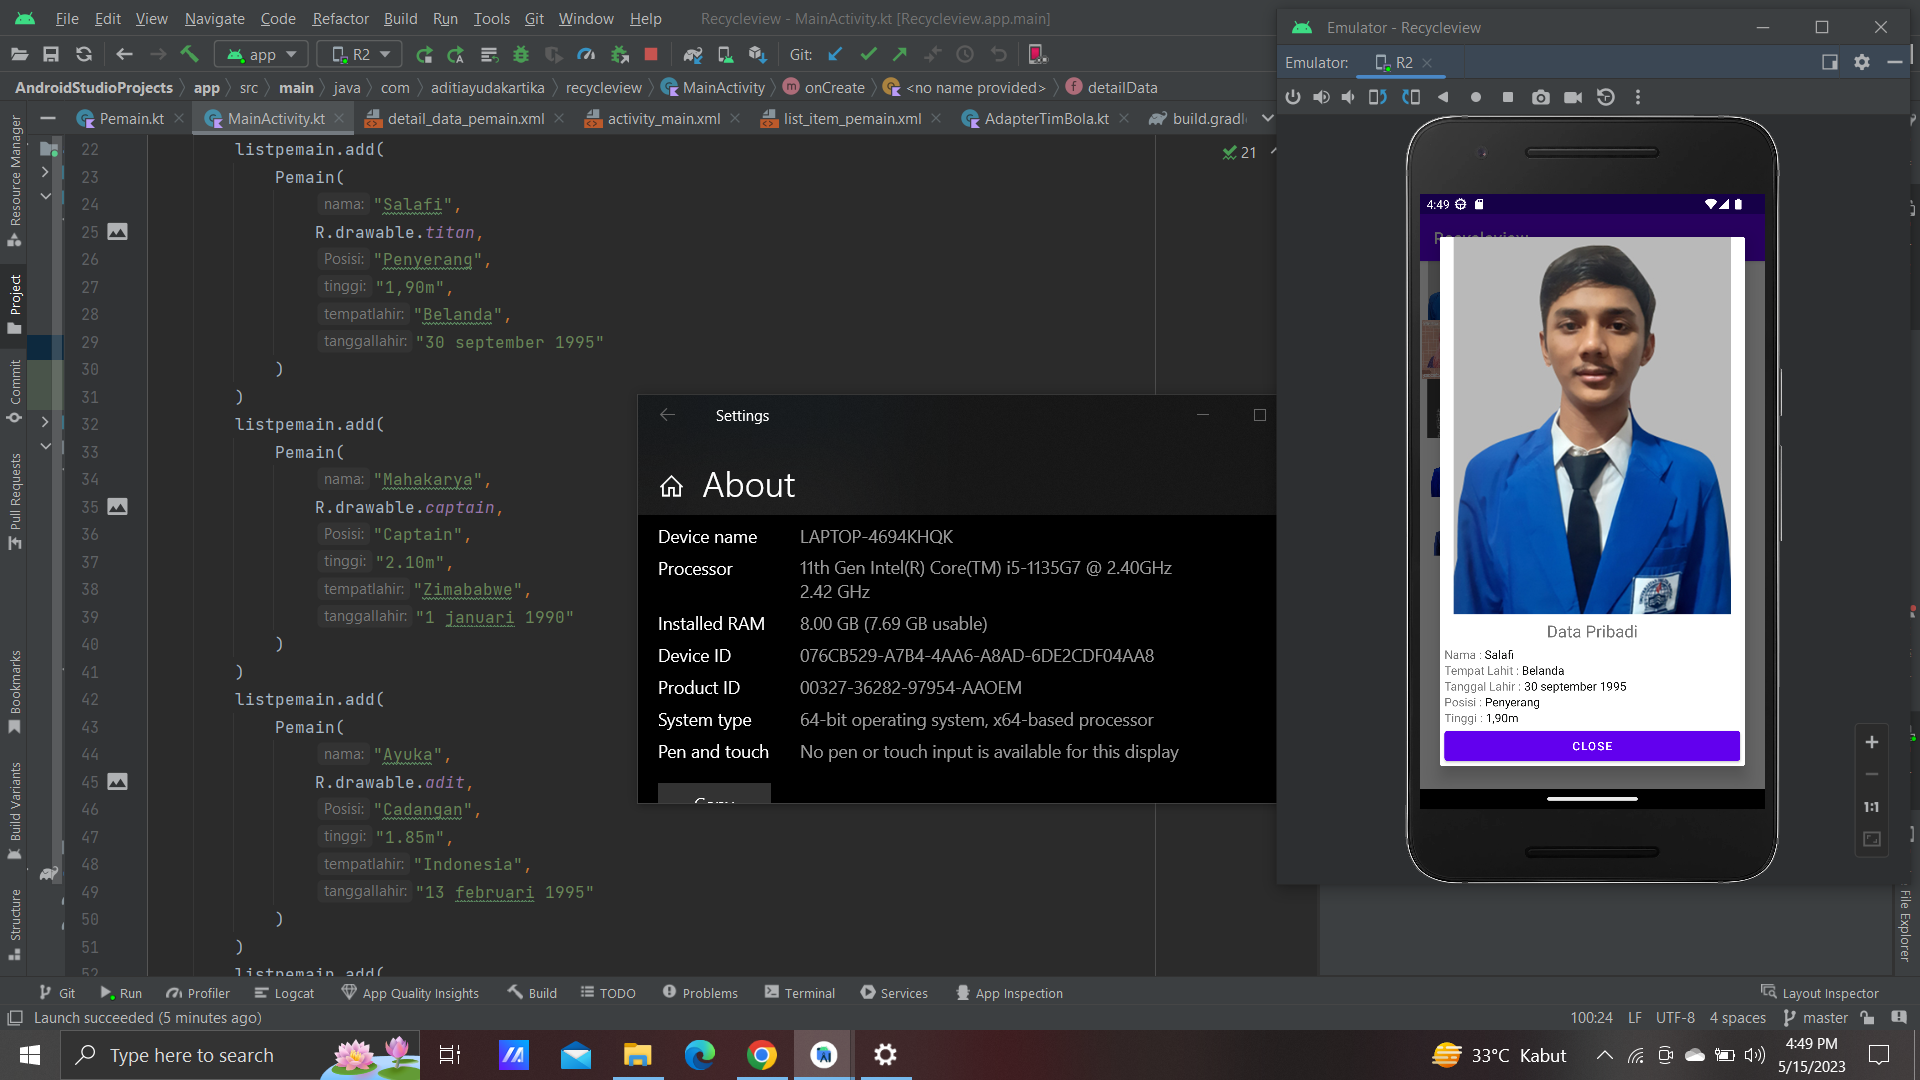 File Edit View Navigate Code Refactor Build Run Tools Git Window Help Recycleview - MainActivity.kt [Recycleview.app.main]
app R2 Git:
AndroidStudioProjects app src main java com aditiayudakartika recycleview MainActivity onCreate <no name provided> detailData
Pemain.kt MainActivity.kt detail_data_pemain.xml activity_main.xml list_item_pemain.xml AdapterTimBola.kt build.gradl
Resource Manager
Project
Commit
Pull Requests
Bookmarks
Build Variants
Structure
21
22 listpemain.add(
23 Pemain(
24 nama: "Salafi",
25 R.drawable.titan,
26 Posisi: "Penyerang",
27 tinggi: "1,90m",
28 tempatlahir: "Belanda",
29 tanggallahir: "30 september 1995"
30 )
31 )
32 listpemain.add(
33 Pemain(
34 nama: "Mahakarya",
35 R.drawable.captain,
36 Posisi: "Captain",
37 tinggi: "2.10m",
38 tempatlahir: "Zimababwe",
39 tanggallahir: "1 januari 1990"
40 )
41 )
42 listpemain.add(
43 Pemain(
44 nama: "Ayuka",
45 R.drawable.adit,
46 Posisi: "Cadangan",
47 tinggi: "1.85m",
48 tempatlahir: "Indonesia",
49 tanggallahir: "13 februari 1995"
50 )
51 )
52 listpemain.add(
Settings
About
Device name LAPTOP-4694KHQK
Processor 11th Gen Intel(R) Core(TM) i5-1135G7 @ 2.40GHz
2.42 GHz
Installed RAM 8.00 GB (7.69 GB usable)
Device ID 076CB529-A7B4-4AA6-A8AD-6DE2CDF04AA8
Product ID 00327-36282-97954-AAOEM
System type 64-bit operating system, x64-based processor
Pen and touch No pen or touch input is available for this display
Copy
Emulator - Recycleview
Emulator: R2
4:49
Recycleview
Data Pribadi
Nama : Salafi
Tempat Lahit : Belanda
Tanggal Lahir : 30 september 1995
Posisi : Penyerang
Tinggi : 1,90m
CLOSE
1:1
File Explorer
Git Run Profiler Logcat App Quality Insights Build TODO Problems Terminal Services App Inspection Layout Inspector
Launch succeeded (5 minutes ago) 100:24 LF UTF-8 4 spaces master
Type here to search 33°C Kabut 4:49 PM
5/15/2023